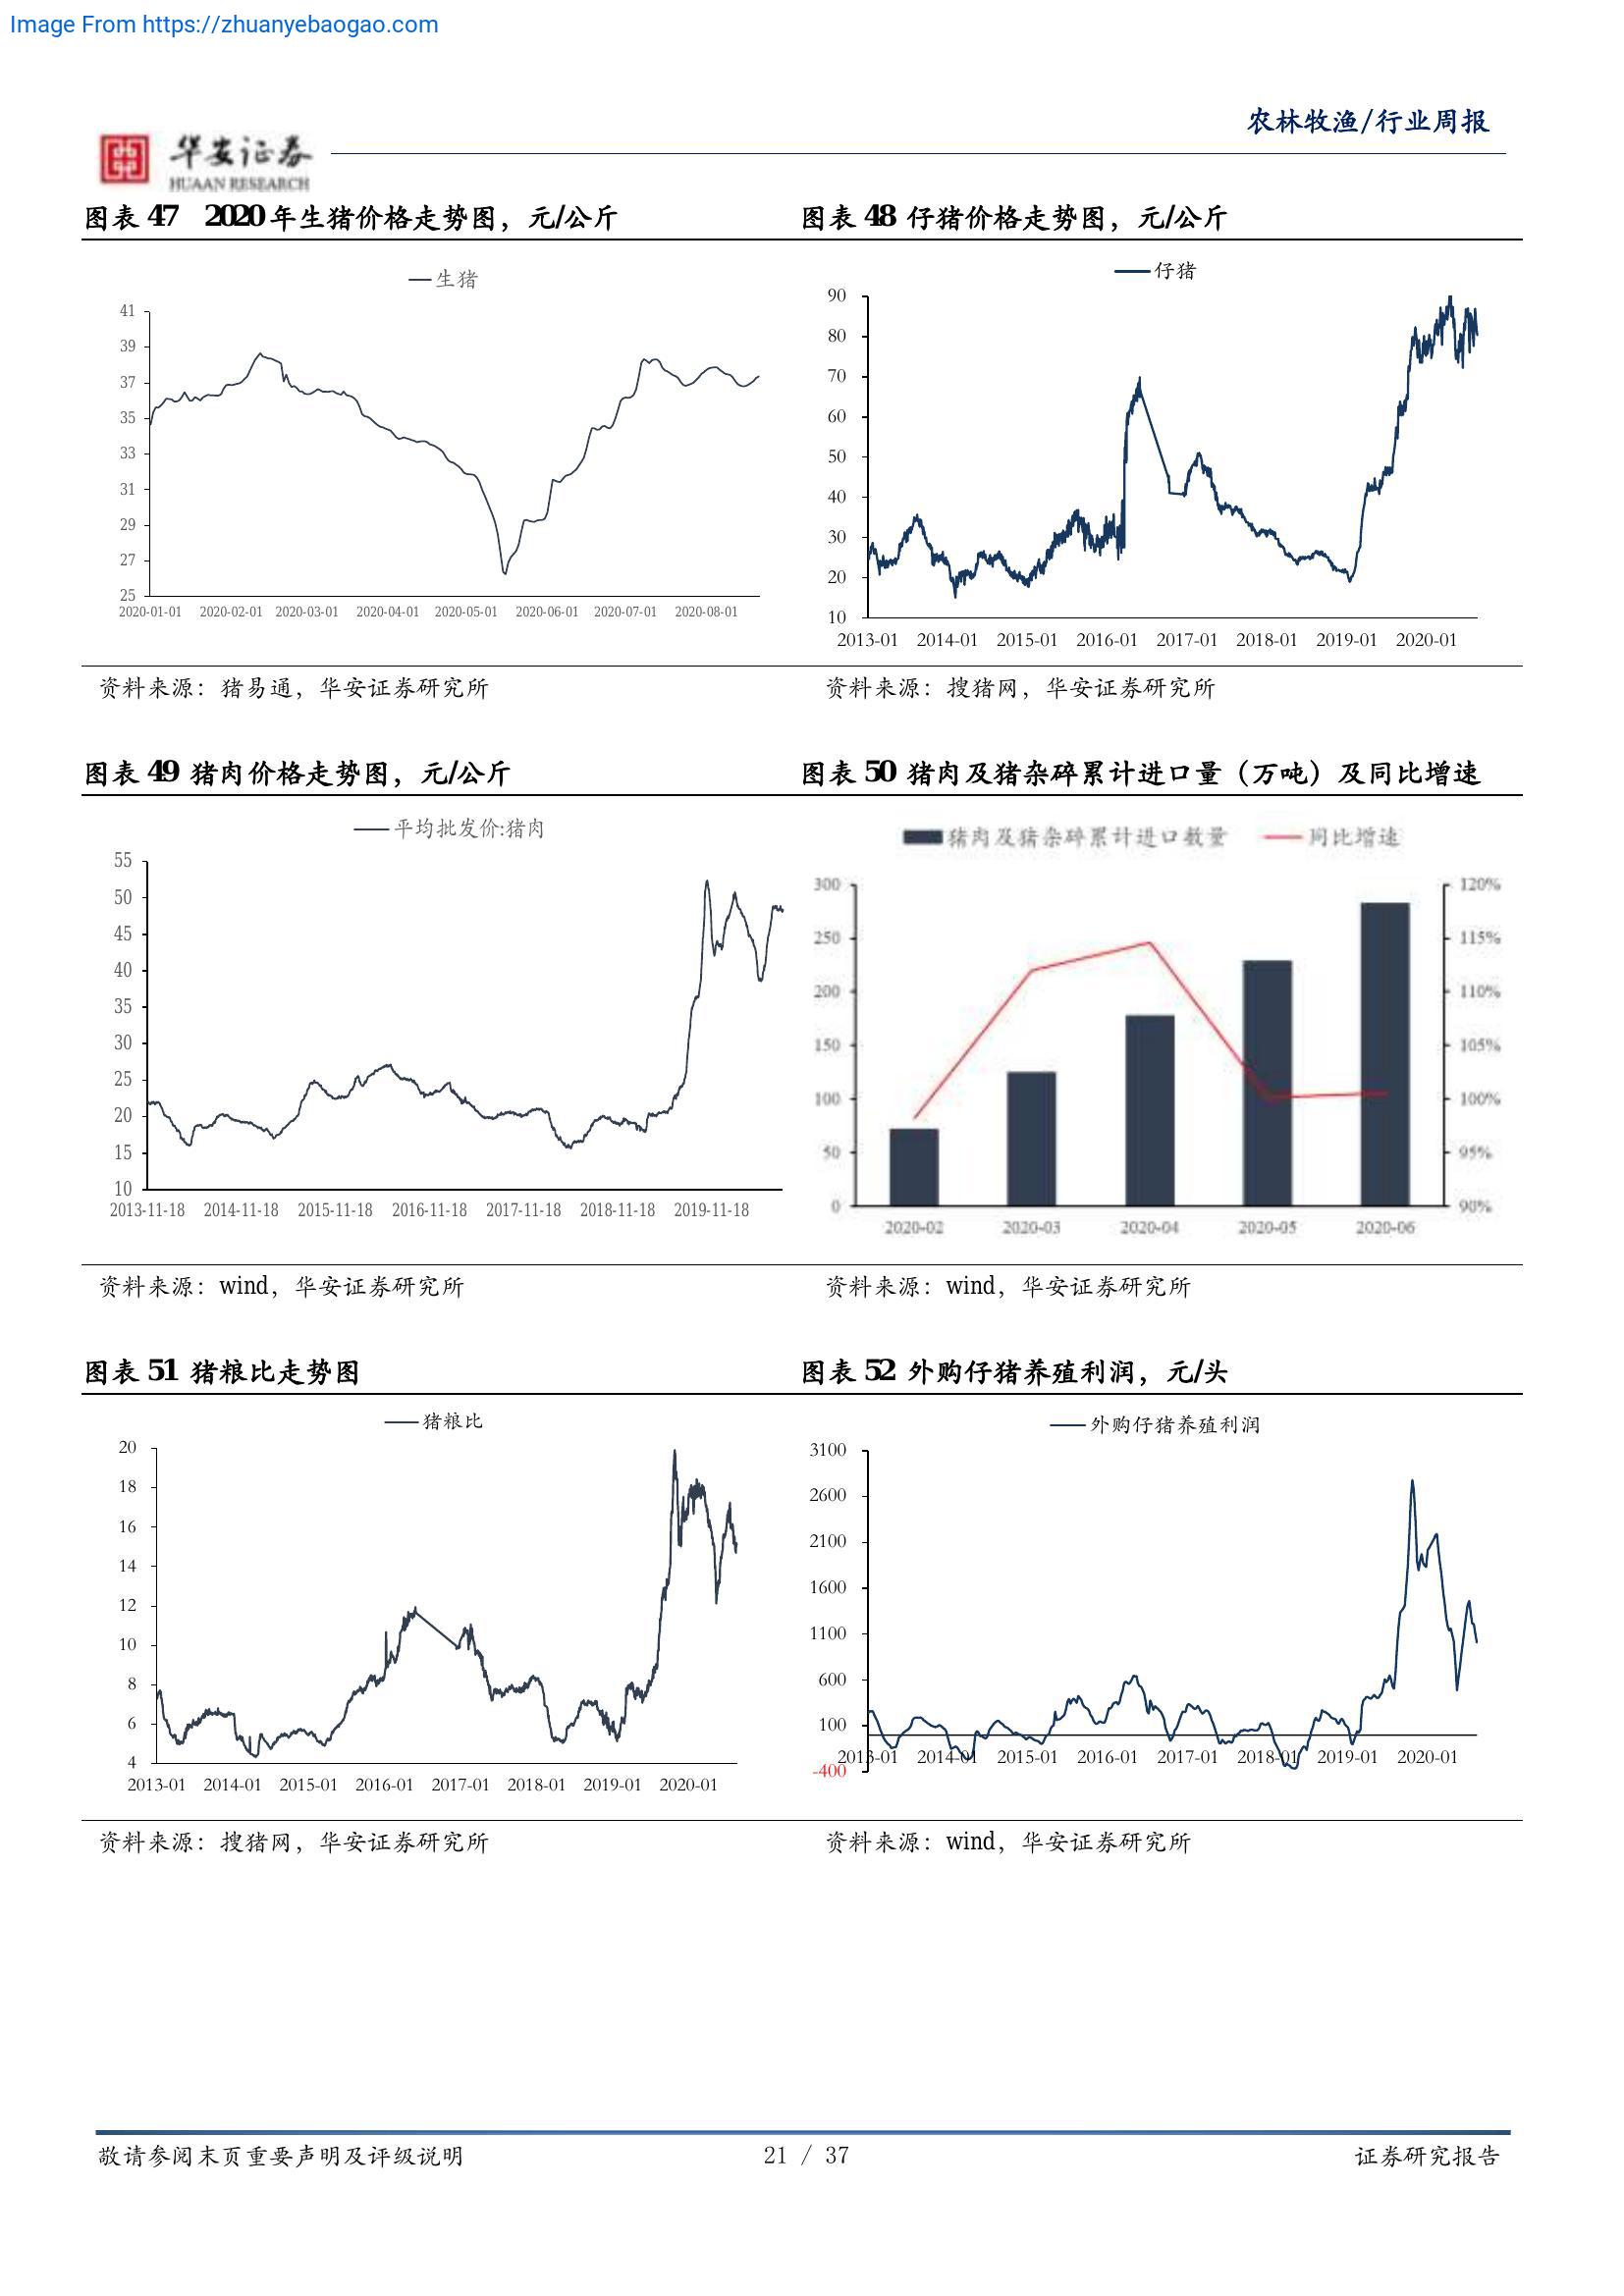 Image From https://zhuanyebaogao.com
农林牧渔/行业周报
华安证券
HUAAN RESEARCH
图表 47 2020 年生猪价格走势图，元/公斤
生猪
41
39
37
35
33
31
29
27
25
2020-01-01 2020-02-01 2020-03-01 2020-04-01 2020-05-01 2020-06-01 2020-07-01 2020-08-01
资料来源：猪易通，华安证券研究所
图表 48 仔猪价格走势图，元/公斤
仔猪
90
80
70
60
50
40
30
20
10
2013-01 2014-01 2015-01 2016-01 2017-01 2018-01 2019-01 2020-01
资料来源：搜猪网，华安证券研究所
图表 49 猪肉价格走势图，元/公斤
平均批发价:猪肉
55
50
45
40
35
30
25
20
15
10
2013-11-18 2014-11-18 2015-11-18 2016-11-18 2017-11-18 2018-11-18 2019-11-18
资料来源：wind，华安证券研究所
图表 50 猪肉及猪杂碎累计进口量（万吨）及同比增速
猪肉及猪杂碎累计进口数量 同比增速
300
250
200
150
100
50
0
120%
115%
110%
105%
100%
95%
90%
2020-02 2020-03 2020-04 2020-05 2020-06
资料来源：wind，华安证券研究所
图表 51 猪粮比走势图
猪粮比
20
18
16
14
12
10
8
6
4
2013-01 2014-01 2015-01 2016-01 2017-01 2018-01 2019-01 2020-01
资料来源：搜猪网，华安证券研究所
图表 52 外购仔猪养殖利润，元/头
外购仔猪养殖利润
3100
2600
2100
1600
1100
600
100
-400
2013-01 2014-01 2015-01 2016-01 2017-01 2018-01 2019-01 2020-01
资料来源：wind，华安证券研究所
敬请参阅末页重要声明及评级说明 21 / 37 证券研究报告